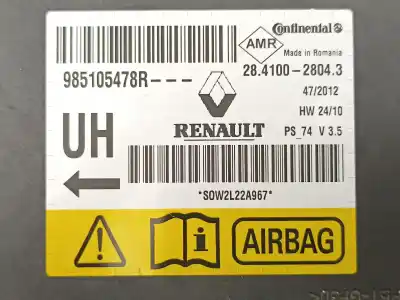 Continental
AMR
Made in Romania
985105478R---
28.4100-2804.3
47/2012
HW 24/10
UH
RENAULT
PS_74 V 3.5
*S0W2L22A967*
i
AIRBAG